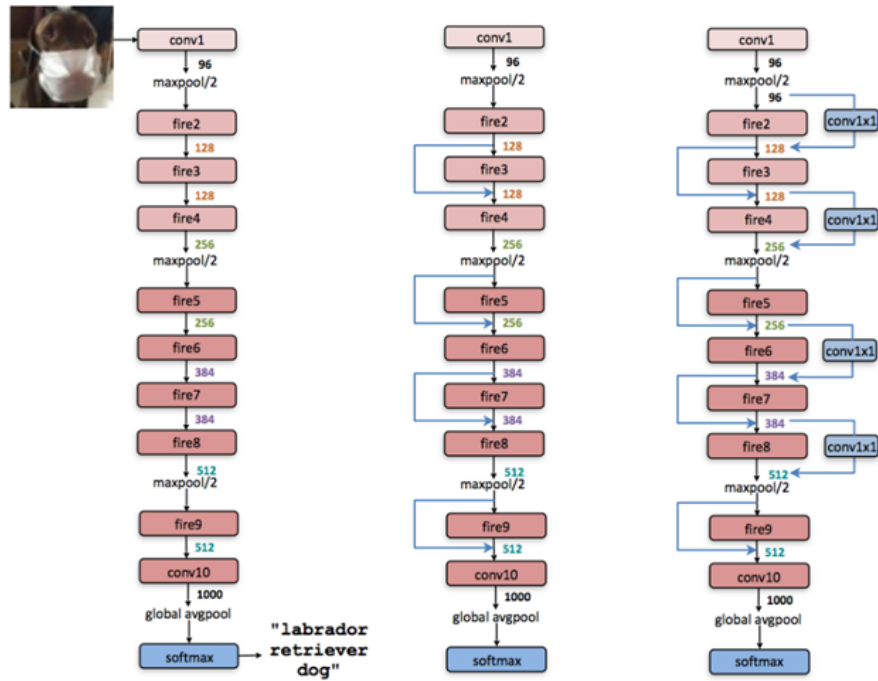 conv1
96
maxpool/2
fire2
128
fire3
128
fire4
256
maxpool/2
fire5
256
fire6
384
fire7
384
fire8
512
maxpool/2
fire9
512
conv10
1000
global avgpool
softmax
"labrador
retriever
dog"
conv1
96
maxpool/2
fire2
128
fire3
128
fire4
256
maxpool/2
fire5
256
fire6
384
fire7
384
fire8
512
maxpool/2
fire9
512
conv10
1000
global avgpool
softmax
conv1
96
maxpool/2
96
conv1x1
fire2
128
fire3
128
fire4
conv1x1
256
maxpool/2
fire5
256
fire6
conv1x1
384
fire7
384
fire8
conv1x1
512
maxpool/2
fire9
512
conv10
1000
global avgpool
softmax